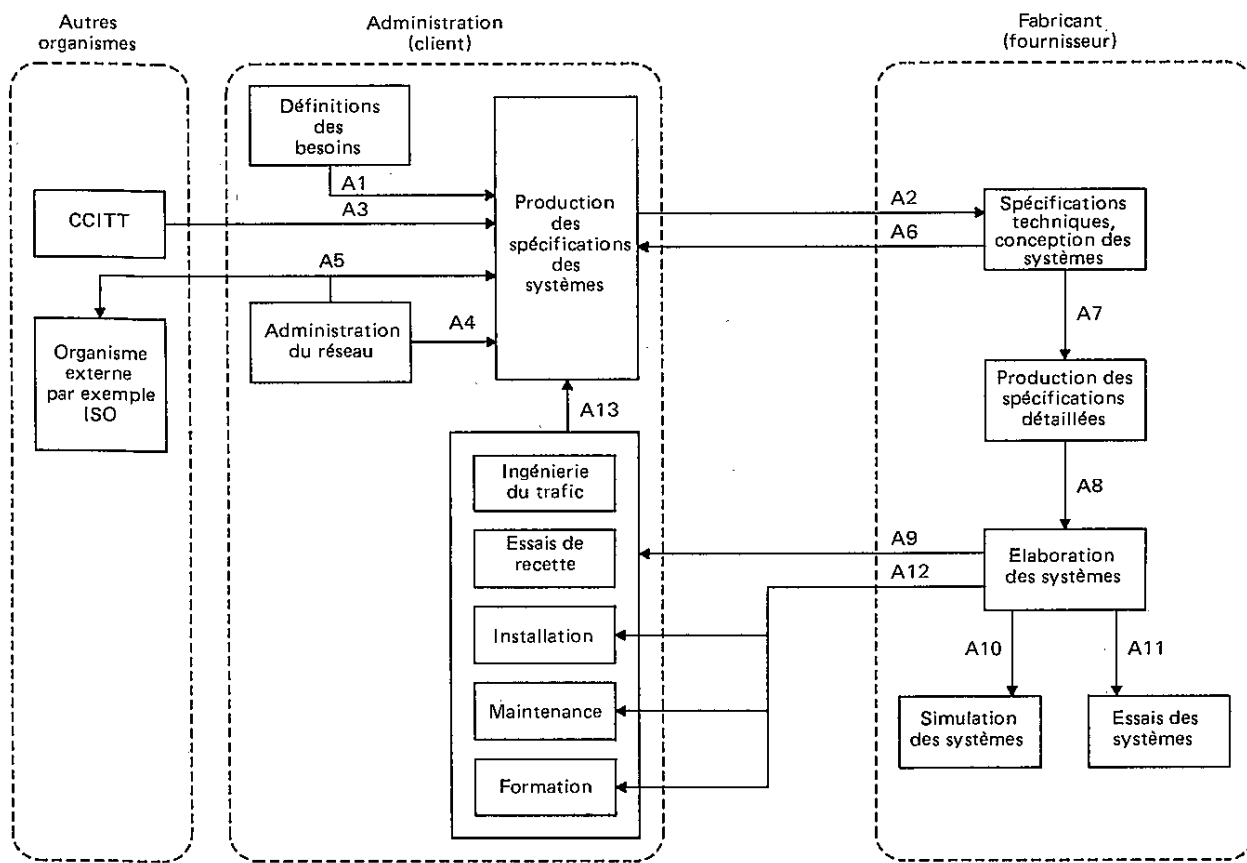 Autres
organismes
Administration
(client)
Fabricant
(fournisseur)
Définitions
des
besoins
A1
CCITT
A3
A5
Administration
du réseau
A4
Organisme
externe
par exemple
ISO
Production
des
spécifications
des
systèmes
A2
A6
Spécifications
techniques,
conception des
systèmes
A7
Production des
spécifications
détaillées
A8
A13
Ingénierie
du trafic
Essais de
recette
Installation
Maintenance
Formation
A9
A12
Elaboration
des systèmes
A10
A11
Simulation
des systèmes
Essais des
systèmes